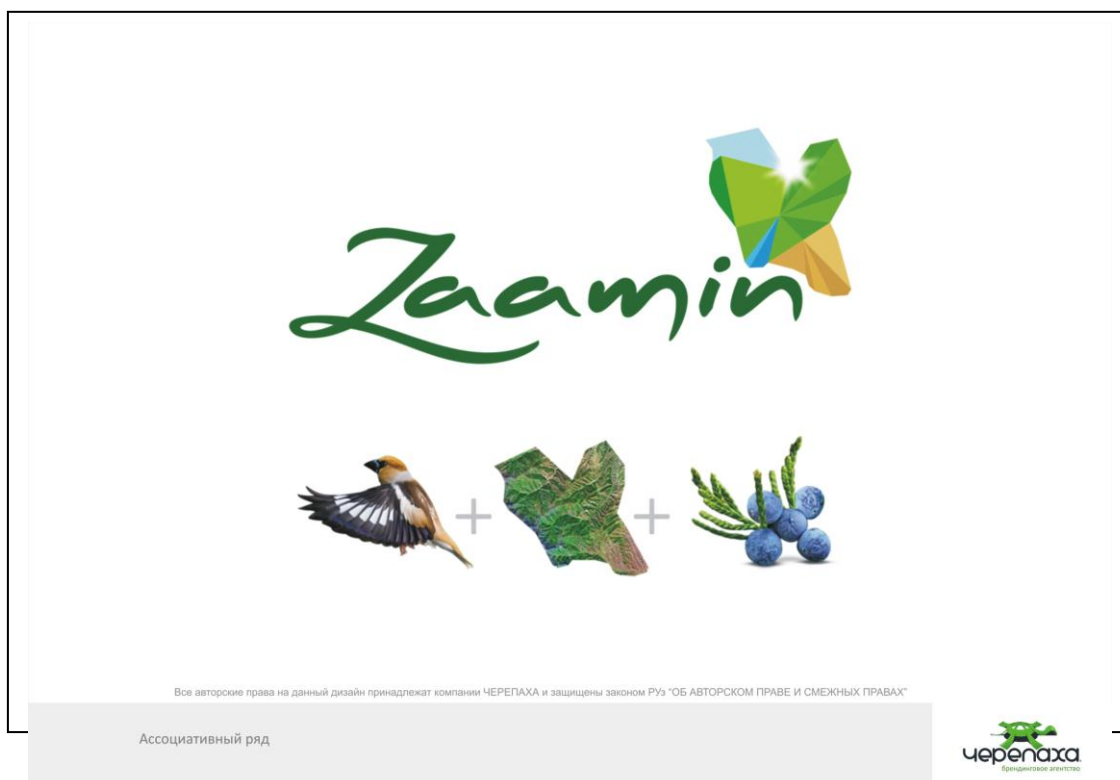 Zaamin
+ +
Все авторские права на данный дизайн принадлежат компании ЧЕРЕПАХА и защищены законом РУз "ОБ АВТОРСКОМ ПРАВЕ И СМЕЖНЫХ ПРАВАХ"
Ассоциативный ряд
черепаха
брендинговое агентство